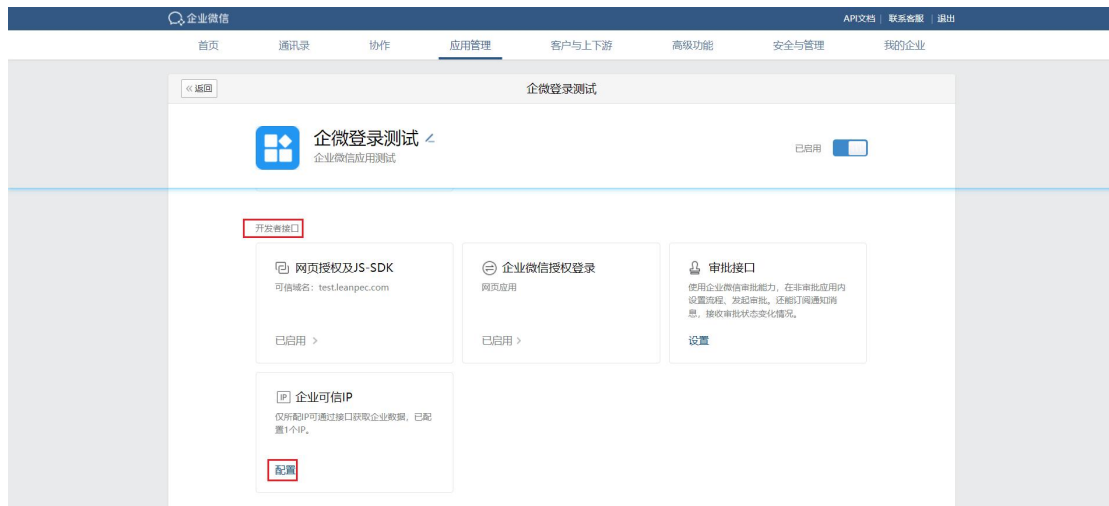 企业微信
API文档 | 联系客服 | 退出
首页 通讯录 协作 应用管理 客户与上下游 高级功能 安全与管理 我的企业
« 返回
企微登录测试
企微登录测试
企业微信应用测试
已启用
开发者接口
网页授权及JS-SDK
可信域名：test.leanpec.com
已启用 >
企业微信授权登录
网页应用
已启用 >
审批接口
使用企业微信审批能力，在非审批应用内
设置流程，发起审批。还能订阅通知消
息，接收审批状态变化情况。
设置
IP 企业可信IP
仅所配IP可通过接口获取企业数据，已配
置1个IP。
配置